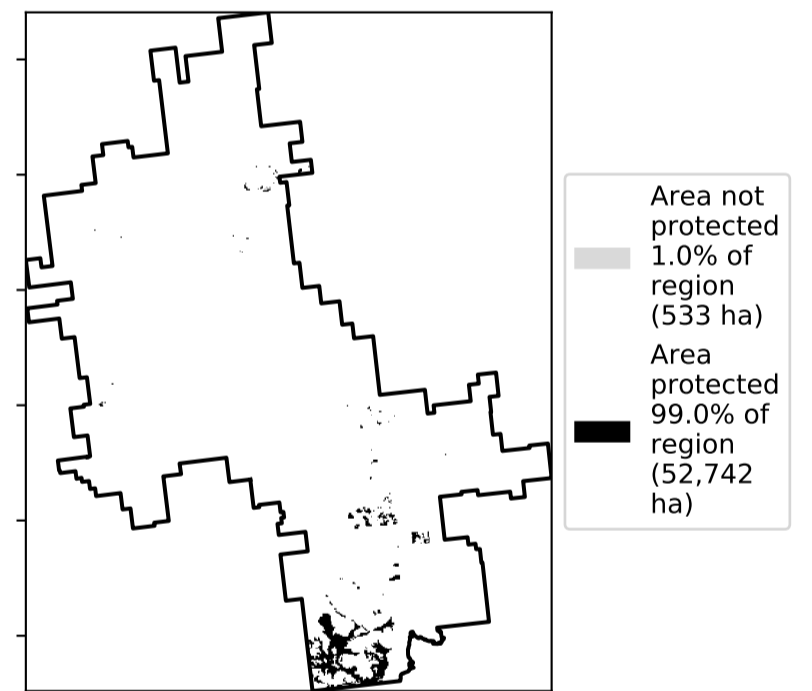 Area not
protected
1.0% of
region
(533 ha)
Area
protected
99.0% of
region
(52,742
ha)